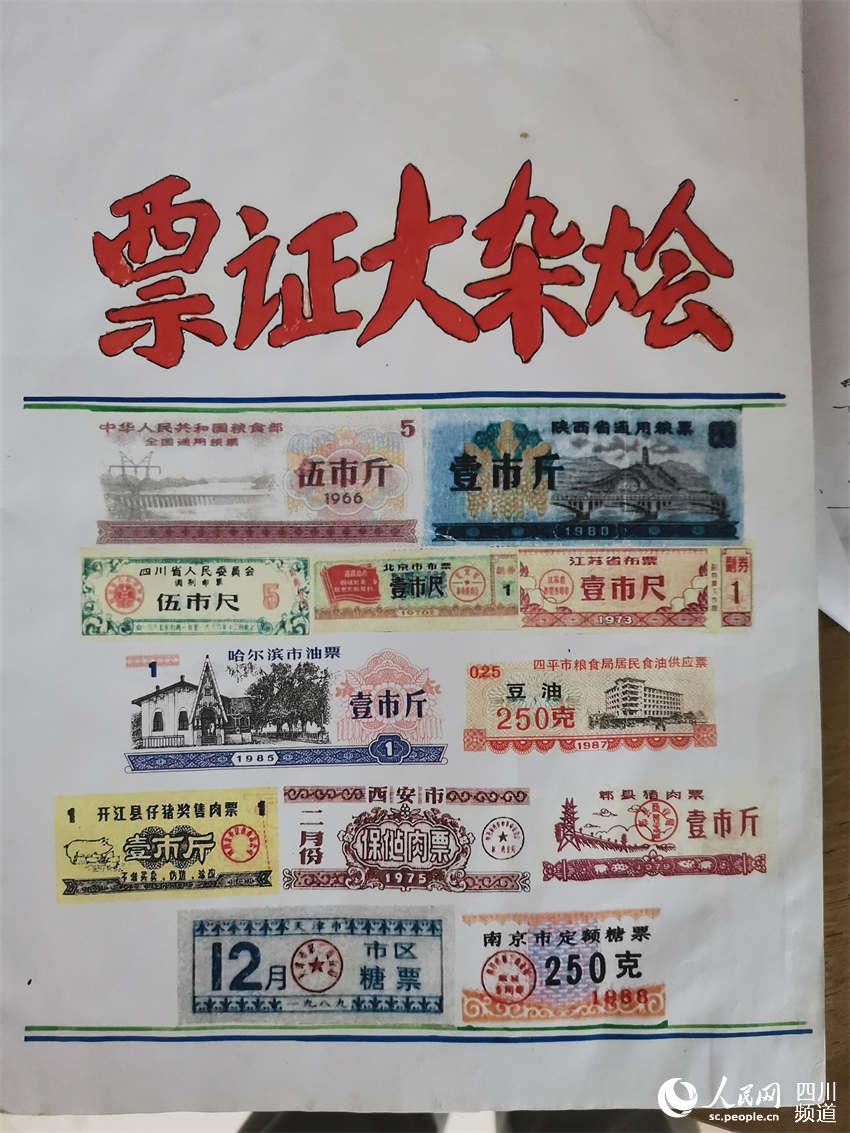 票证大杂烩
中华人民共和国粮食部
全国通用粮票
5
伍市斤
1966
陕西省通用粮票
壹市斤
1980
四川省人民委员会
调剂布票
伍市尺
5
北京市布票
壹市尺
副券
1
江苏省布票
壹市尺
1973
副券
1
1
哈尔滨市油票
壹市斤
1985
1
0.25
四平市粮食局居民食油供应票
豆油
250克
1987
1
开江县仔猪奖售肉票
1
壹市斤
西安市
二月份
保偹肉票
1975
郫县猪肉票
壹市斤
天津市
12月
市区
糖票
一九八九
南京市定额糖票
250克
1988
人民网
sc.people.cn
四川
频道